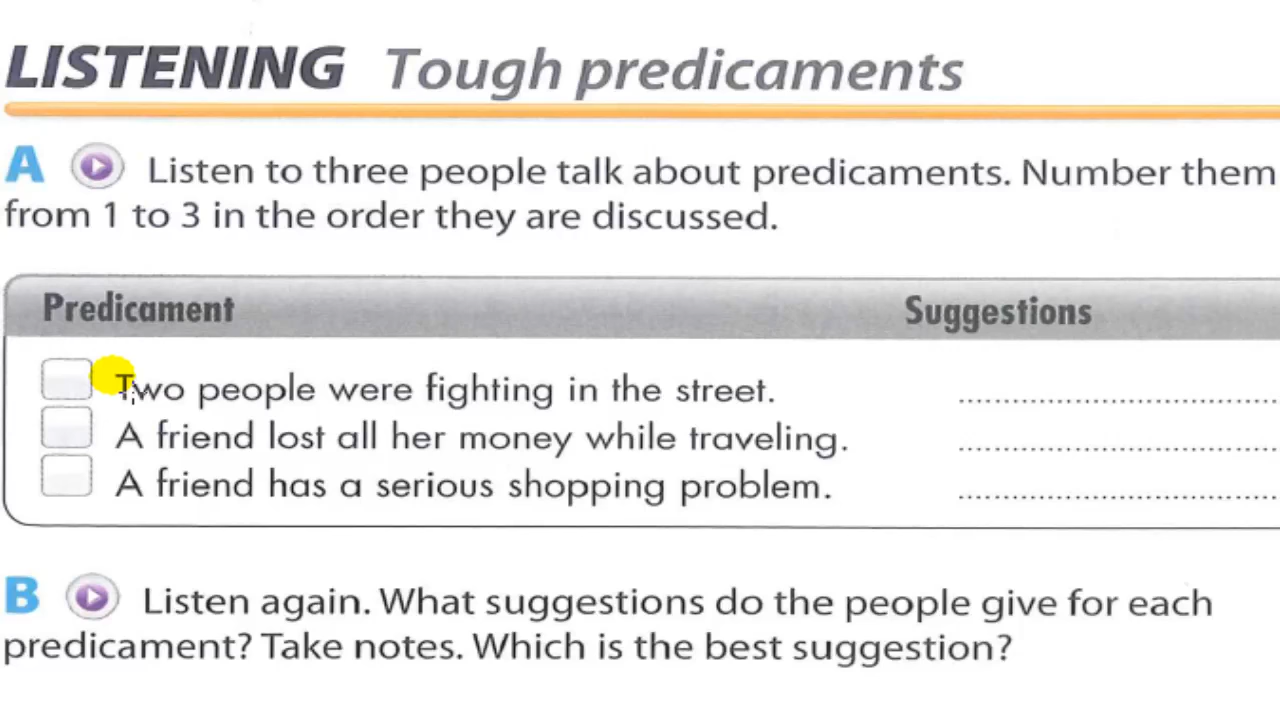 LISTENING Tough predicaments
A Listen to three people talk about predicaments. Number them
from 1 to 3 in the order they are discussed.
Predicament Suggestions
Two people were fighting in the street.
A friend lost all her money while traveling.
A friend has a serious shopping problem.
B Listen again. What suggestions do the people give for each
predicament? Take notes. Which is the best suggestion?